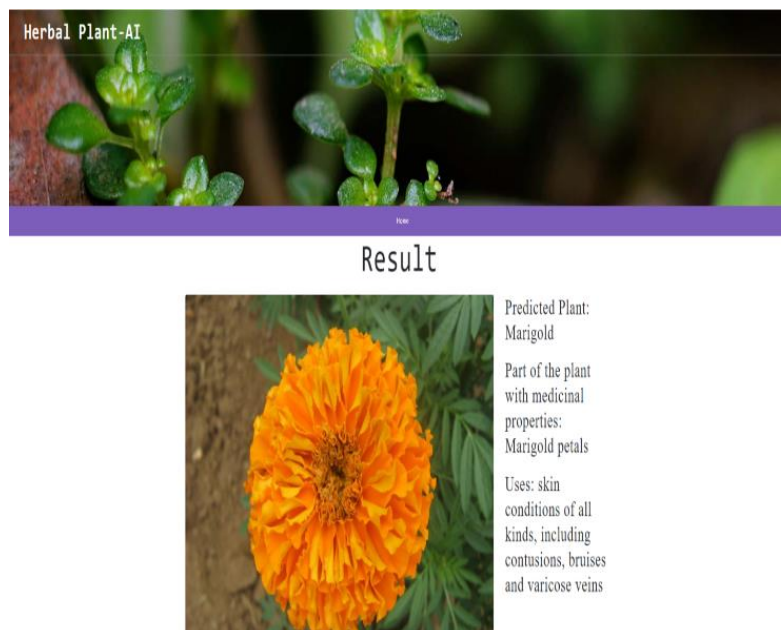 Herbal Plant-AI
Home
Result
Predicted Plant:
Marigold
Part of the plant
with medicinal
properties:
Marigold petals
Uses: skin
conditions of all
kinds, including
contusions, bruises
and varicose veins